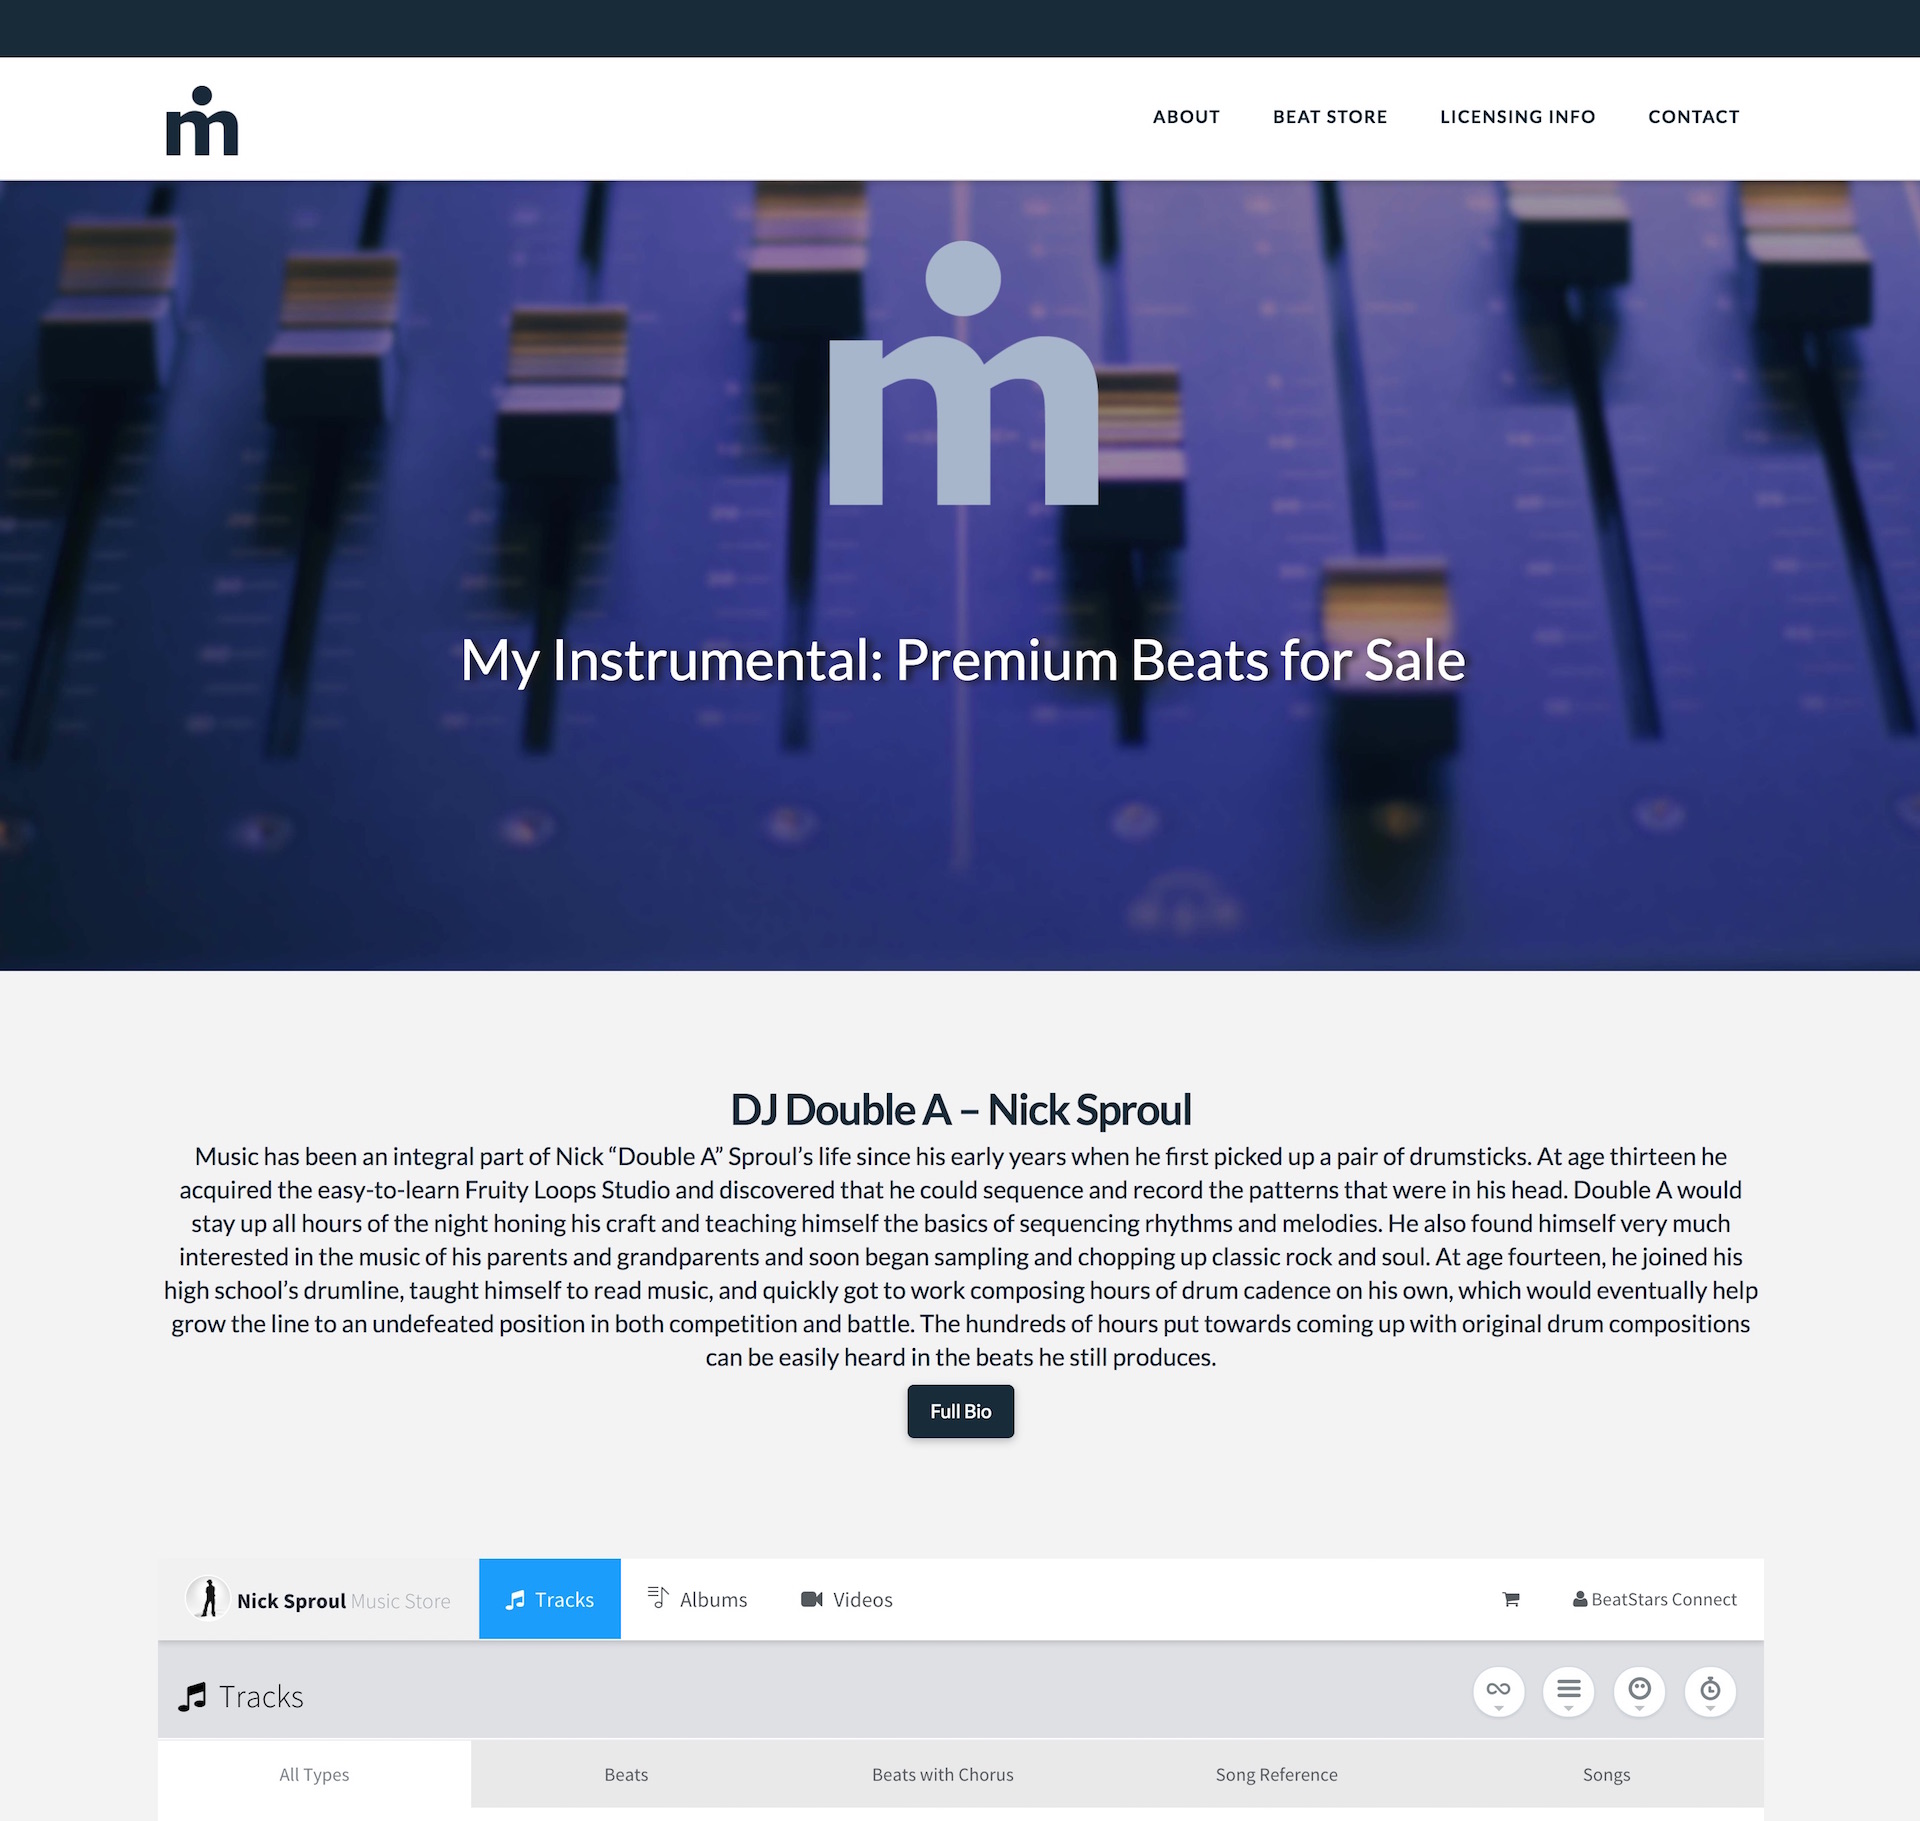 ABOUT BEAT STORE LICENSING INFO CONTACT
My Instrumental: Premium Beats for Sale
DJ Double A – Nick Sproul
Music has been an integral part of Nick “Double A” Sproul’s life since his early years when he first picked up a pair of drumsticks. At age thirteen he
acquired the easy-to-learn Fruity Loops Studio and discovered that he could sequence and record the patterns that were in his head. Double A would
stay up all hours of the night honing his craft and teaching himself the basics of sequencing rhythms and melodies. He also found himself very much
interested in the music of his parents and grandparents and soon began sampling and chopping up classic rock and soul. At age fourteen, he joined his
high school’s drumline, taught himself to read music, and quickly got to work composing hours of drum cadence on his own, which would eventually help
grow the line to an undefeated position in both competition and battle. The hundreds of hours put towards coming up with original drum compositions
can be easily heard in the beats he still produces.
Full Bio
Nick Sproul Music Store Tracks Albums Videos BeatStars Connect
Tracks
All Types Beats Beats with Chorus Song Reference Songs